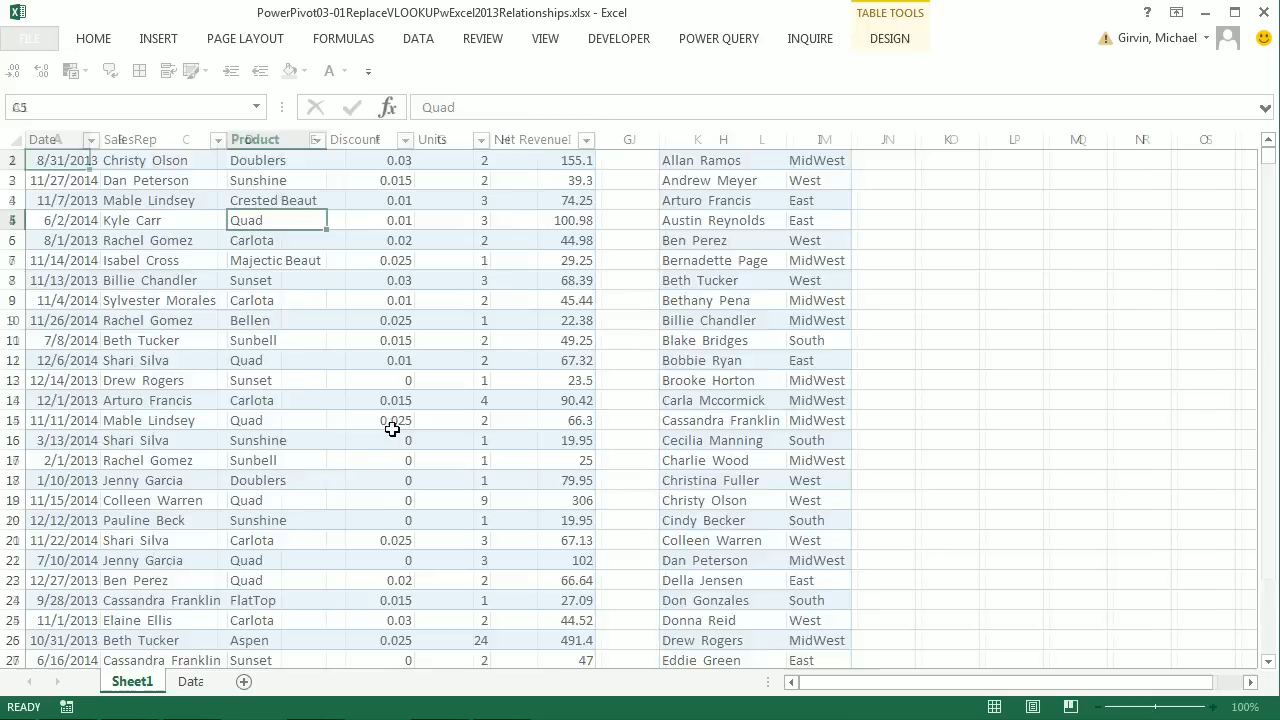 PowerPivot03-01ReplaceVLOOKUPwExcel2013Relationships.xlsx - Excel
TABLE TOOLS
FILE HOME INSERT PAGE LAYOUT FORMULAS DATA REVIEW VIEW DEVELOPER POWER QUERY INQUIRE DESIGN Girvin, Michael
Quad
Date SalesRep Product Discount Units Net Revenue
2 8/31/2013 Christy Olson Doublers 0.03 2 155.1 Allan Ramos MidWest
3 11/27/2014 Dan Peterson Sunshine 0.015 2 39.3 Andrew Meyer West
4 11/7/2013 Mable Lindsey Crested Beaut 0.01 3 74.25 Arturo Francis East
5 6/2/2014 Kyle Carr Quad 0.01 3 100.98 Austin Reynolds East
6 8/1/2013 Rachel Gomez Carlota 0.02 2 44.98 Ben Perez West
7 11/14/2014 Isabel Cross Majectic Beaut 0.025 1 29.25 Bernadette Page MidWest
8 11/13/2013 Billie Chandler Sunset 0.03 3 68.39 Beth Tucker West
9 11/4/2014 Sylvester Morales Carlota 0.01 2 45.44 Bethany Pena MidWest
10 11/26/2014 Rachel Gomez Bellen 0.025 1 22.38 Billie Chandler MidWest
11 7/8/2014 Beth Tucker Sunbell 0.015 2 49.25 Blake Bridges South
12 12/6/2014 Shari Silva Quad 0.01 2 67.32 Bobbie Ryan East
13 12/14/2013 Drew Rogers Sunset 0 1 23.5 Brooke Horton MidWest
14 12/1/2013 Arturo Francis Carlota 0.015 4 90.42 Carla Mccormick MidWest
15 11/11/2014 Mable Lindsey Quad 0.025 2 66.3 Cassandra Franklin MidWest
16 3/13/2014 Shari Silva Sunshine 0 1 19.95 Cecilia Manning South
17 2/1/2013 Rachel Gomez Sunbell 0 1 25 Charlie Wood MidWest
18 1/10/2013 Jenny Garcia Doublers 0 1 79.95 Christina Fuller West
19 11/15/2014 Colleen Warren Quad 0 9 306 Christy Olson West
20 12/12/2013 Pauline Beck Sunshine 0 1 19.95 Cindy Becker South
21 11/22/2014 Shari Silva Carlota 0.025 3 67.13 Colleen Warren West
22 7/10/2014 Jenny Garcia Quad 0 3 102 Dan Peterson MidWest
23 12/27/2013 Ben Perez Quad 0.02 2 66.64 Della Jensen East
24 9/28/2013 Cassandra Franklin FlatTop 0.015 1 27.09 Don Gonzales South
25 11/1/2013 Elaine Ellis Carlota 0.03 2 44.52 Donna Reid West
26 10/31/2013 Beth Tucker Aspen 0.025 24 491.4 Drew Rogers MidWest
27 6/16/2014 Cassandra Franklin Sunset 0 2 47 Eddie Green East
Sheet1 Data
READY 100%